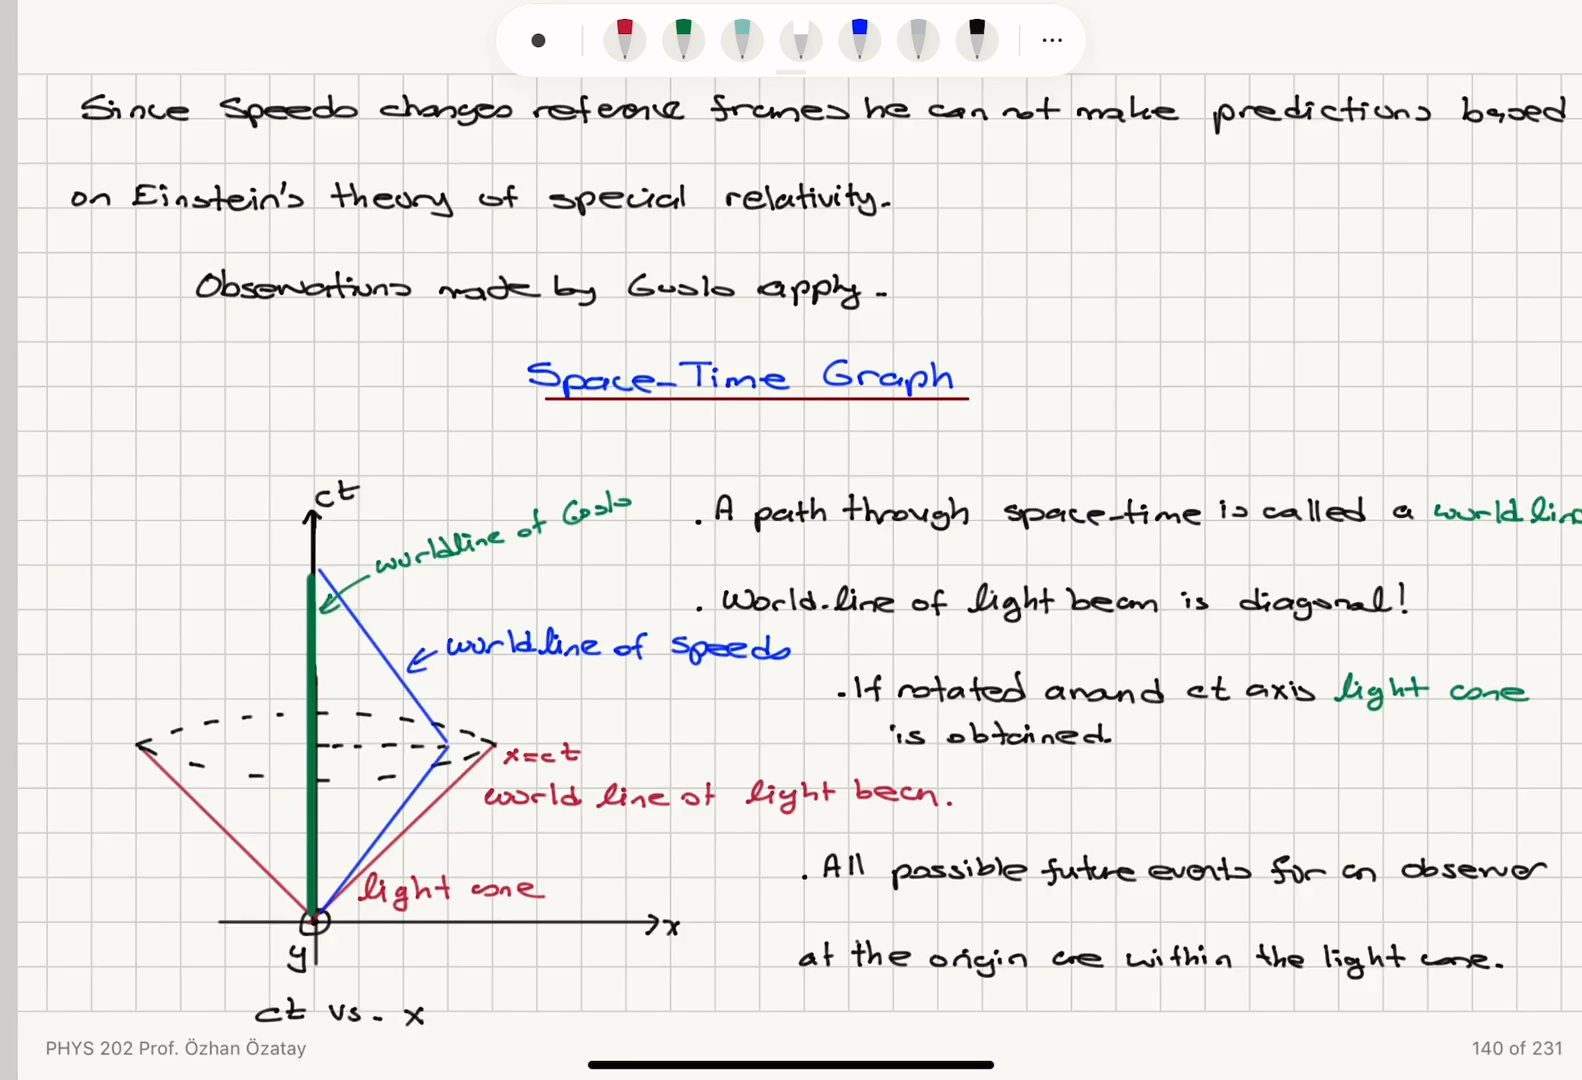 Since Speedo changes reference frames he can not make predictions based
on Einstein's theory of special relativity.
Observations made by Goslo apply.
Space-Time Graph
ct
worldline of Goslo
. A path through space-time is called a world line
. World-line of light beam is diagonal!
worldline of speedo
. If rotated around ct axis light cone
is obtained.
x=ct
world line of light beam.
light cone
. All possible future events for an observer
at the origin are within the light cone.
x
y
ct vs. x
PHYS 202 Prof. Özhan Özatay
140 of 231